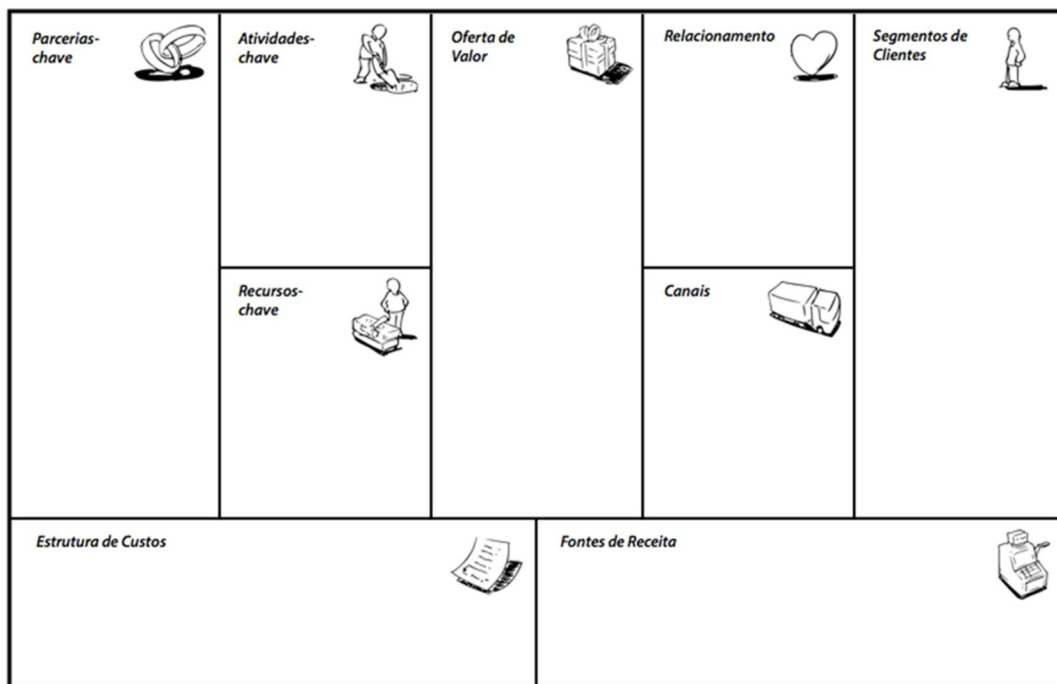 Parcerias-
chave
Atividades-
chave
Oferta de
Valor
Relacionamento
Segmentos de
Clientes
Recursos-
chave
Canais
Estrutura de Custos
Fontes de Receita